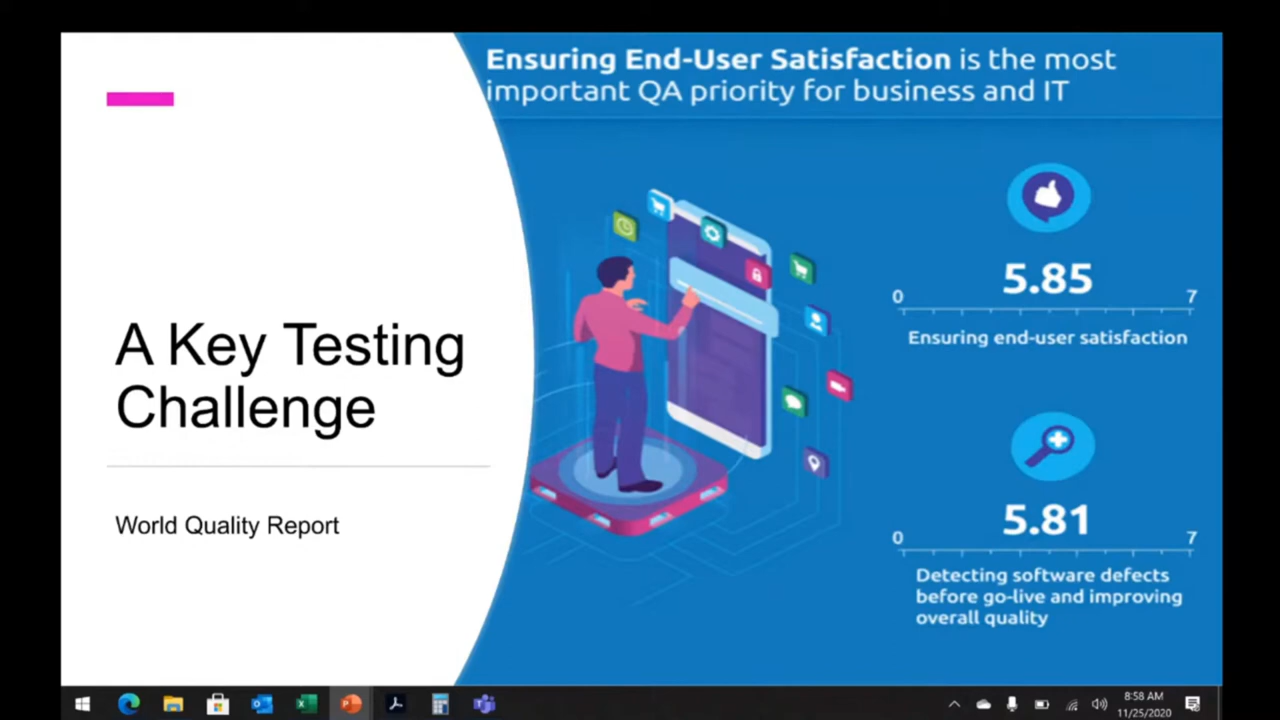 Ensuring End-User Satisfaction is the most
important QA priority for business and IT
A Key Testing
Challenge
World Quality Report
5.85
0 7
Ensuring end-user satisfaction
5.81
0 7
Detecting software defects
before go-live and improving
overall quality
8:58 AM
11/25/2020